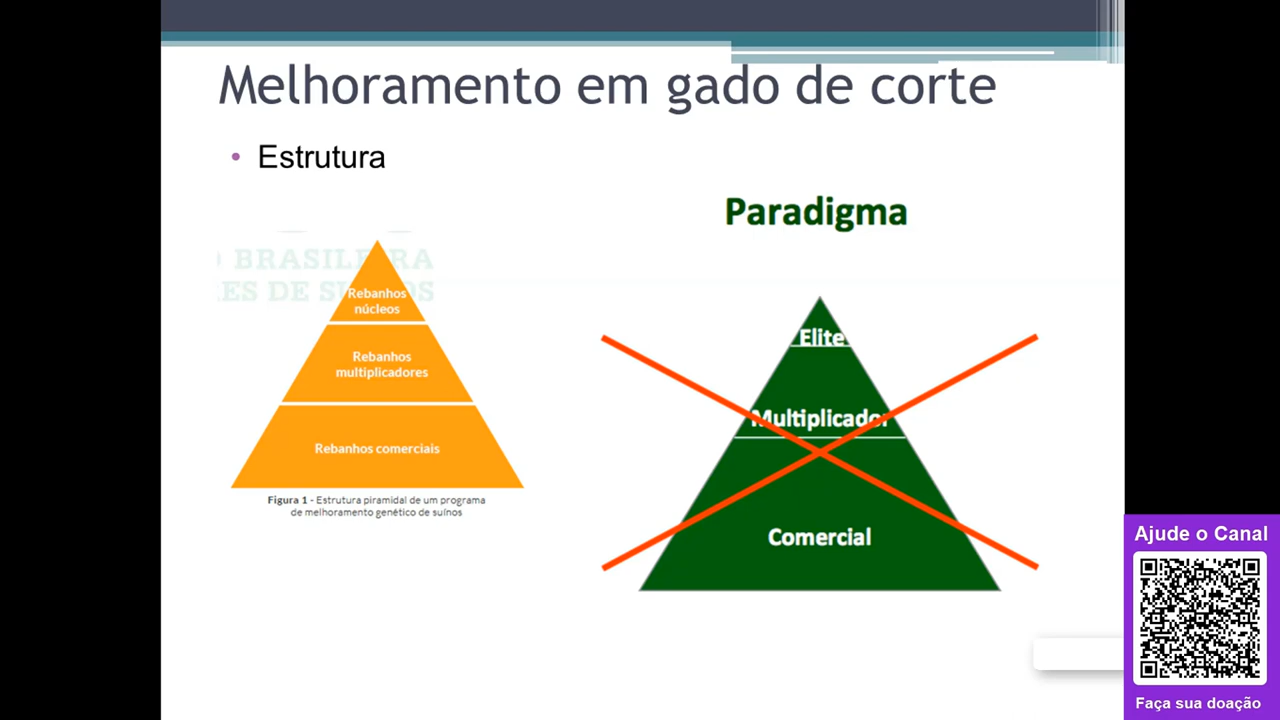 Melhoramento em gado de corte
• Estrutura
Paradigma
BRASILEIRA
Rebanhos
núcleos
Rebanhos
multiplicadores
Rebanhos comerciais
Figura 1 - Estrutura piramidal de um programa
de melhoramento genético de suínos
Elite
Multiplicador
Comercial
Ajude o Canal
Faça sua doação